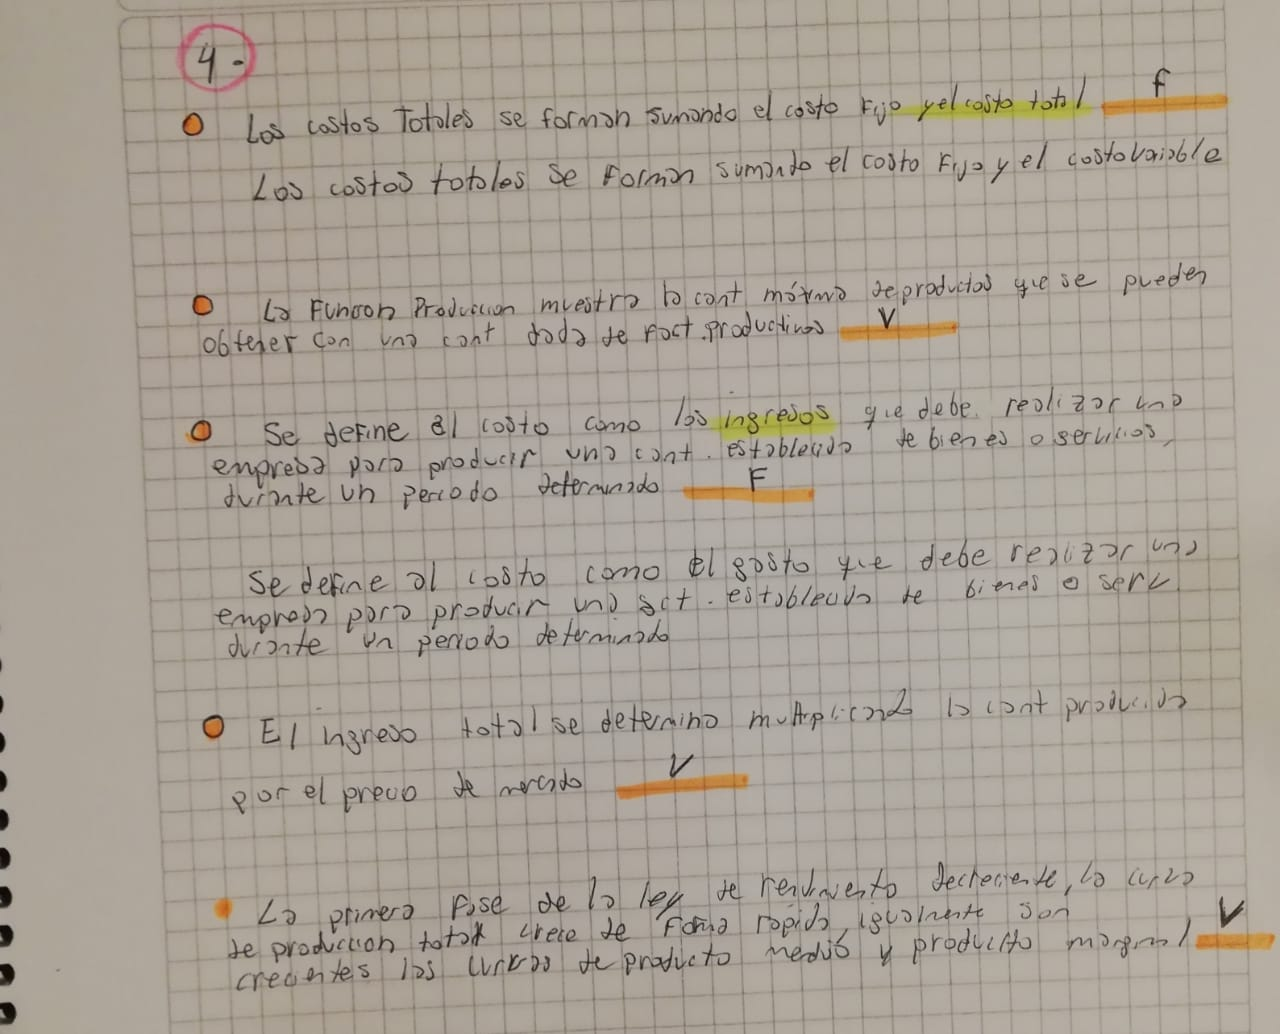 4-
Los costos Totales se forman sumando el costo Fijo y el costo total F
Los costos totales se Forman sumando el costo Fijo y el costo variable
La Funcon Produccion muestra la cant máxima de productos que se pueden
obtener con una cant dada de Fact. productivos V
Se define al costo como los ingresos que debe realizar una
empresa para producir una cant. establecida de bienes o servicios,
durante un periodo determinado F
Se define al costo como el gasto que debe realizar una
empresa para producir una establecida de bienes o serv
durante un periodo determinado
El ingreso total se determina multiplicando la cant producida
por el precio de mercado V
La primera Fase de la ley de rendimiento decreciente, la curva
de produccion total crece de Forma rapida, igualmente son
crecientes las curvas de producto medio y producto marginal V